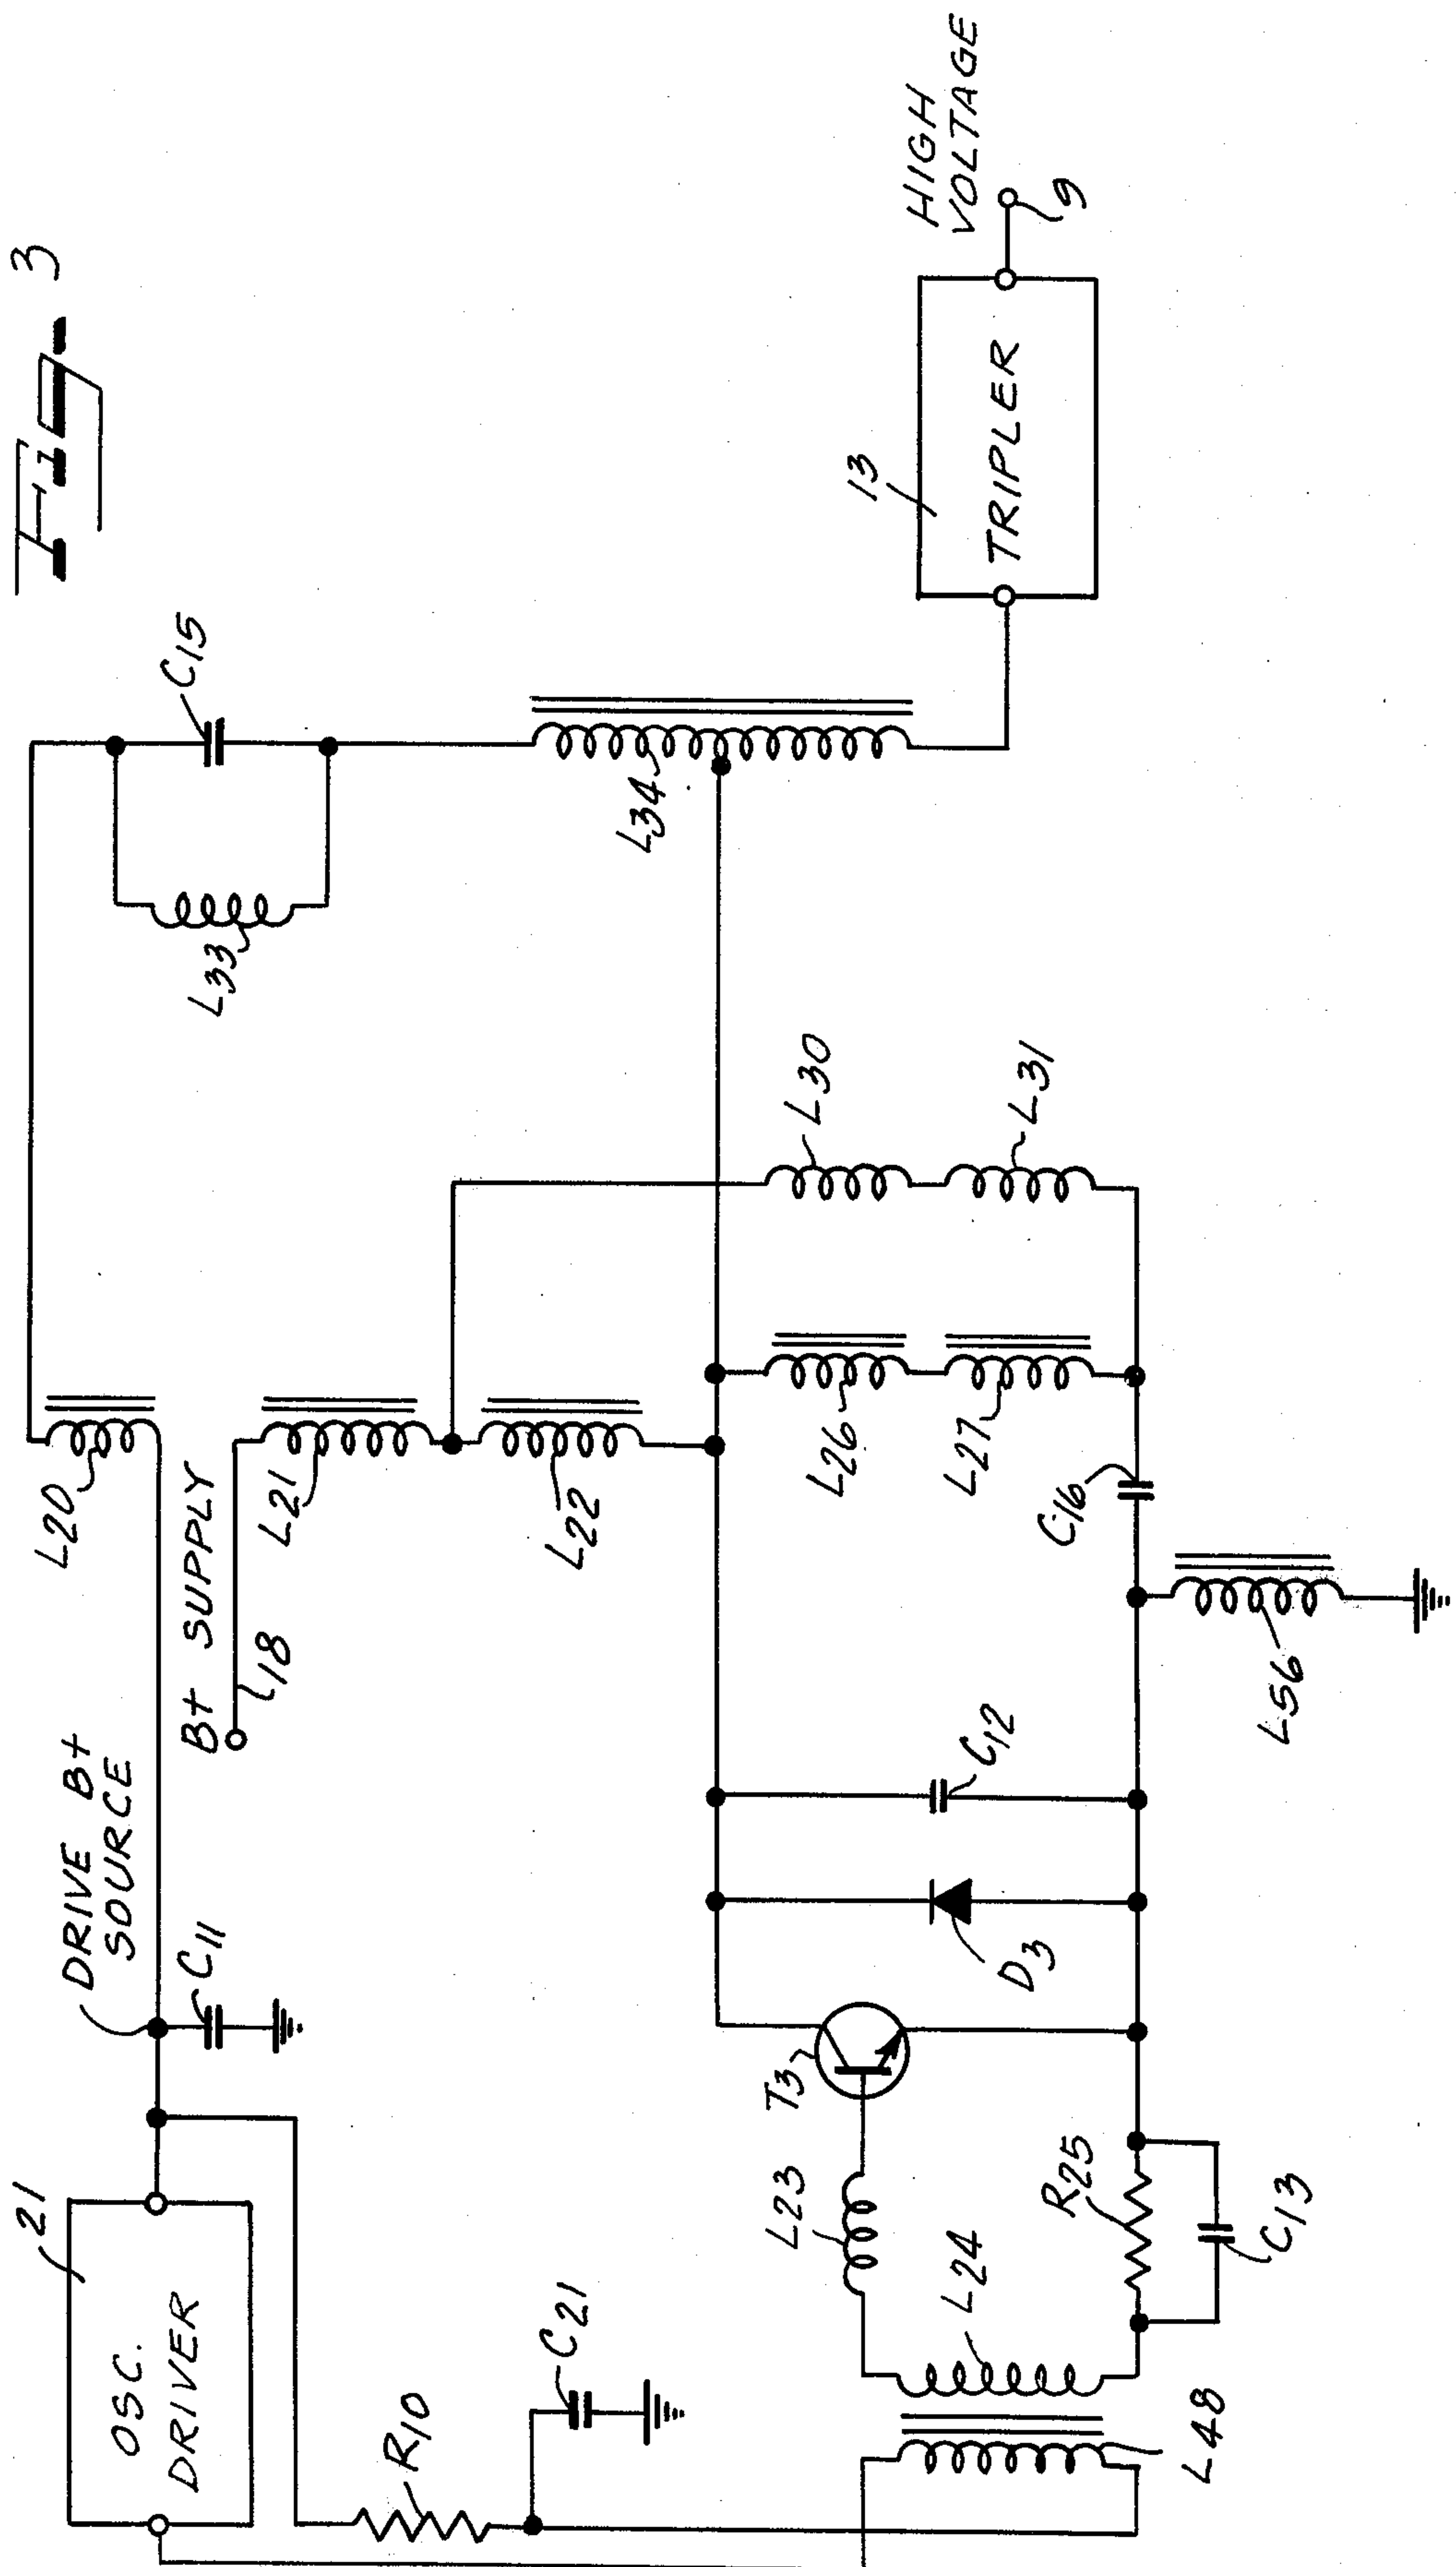 Fig. 3
21
OSC.
DRIVER
DRIVE B+
SOURCE
C11
B+ SUPPLY
18
L20
L21
L22
C15
L33
L34
R10
C21
L48
L24
L23
T3
R25
C13
D3
C12
L56
C16
L26
L27
L30
L31
13
TRIPLER
HIGH
VOLTAGE
9